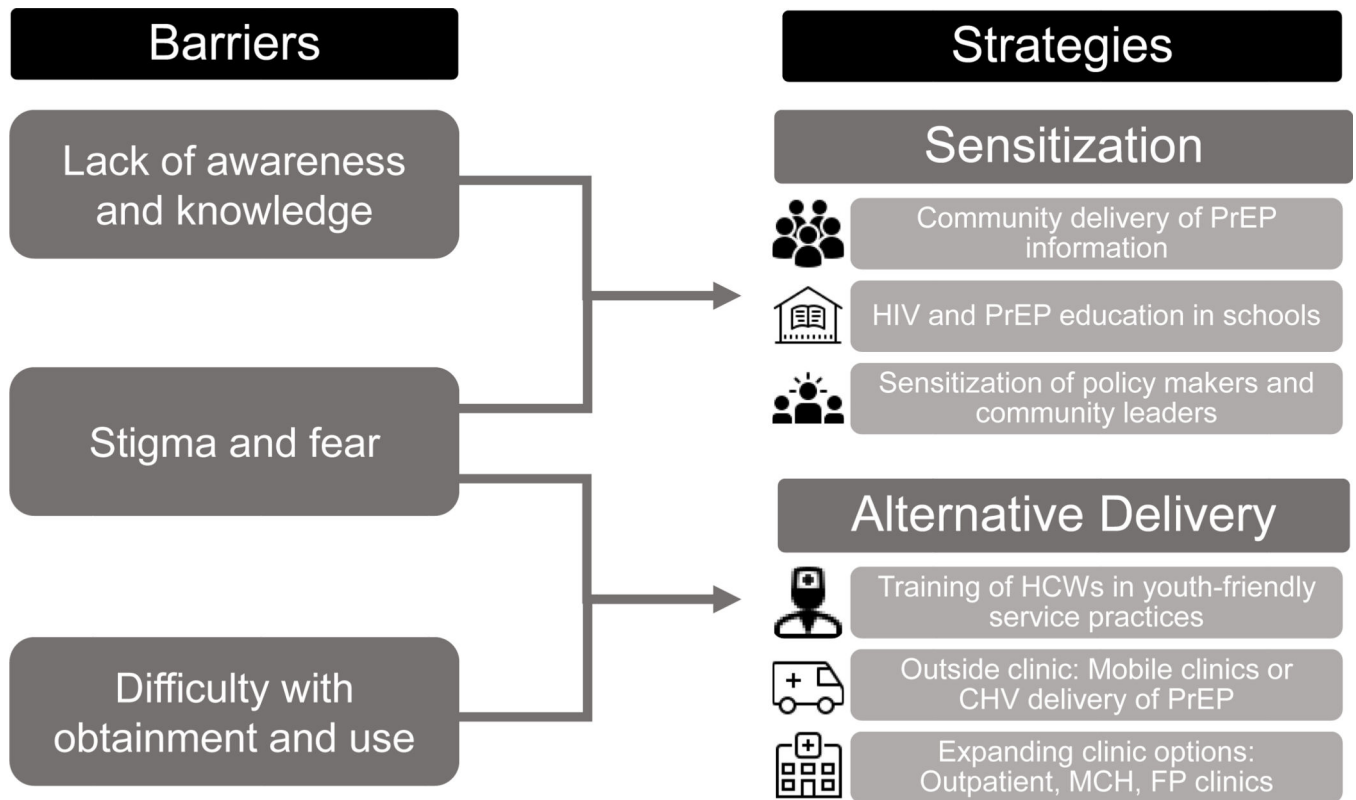 Barriers
Lack of awareness
and knowledge
Stigma and fear
Difficulty with
obtainment and use
Strategies
Sensitization
Community delivery of PrEP
information
HIV and PrEP education in schools
Sensitization of policy makers and
community leaders
Alternative Delivery
Training of HCWs in youth-friendly
service practices
Outside clinic: Mobile clinics or
CHV delivery of PrEP
Expanding clinic options:
Outpatient, MCH, FP clinics